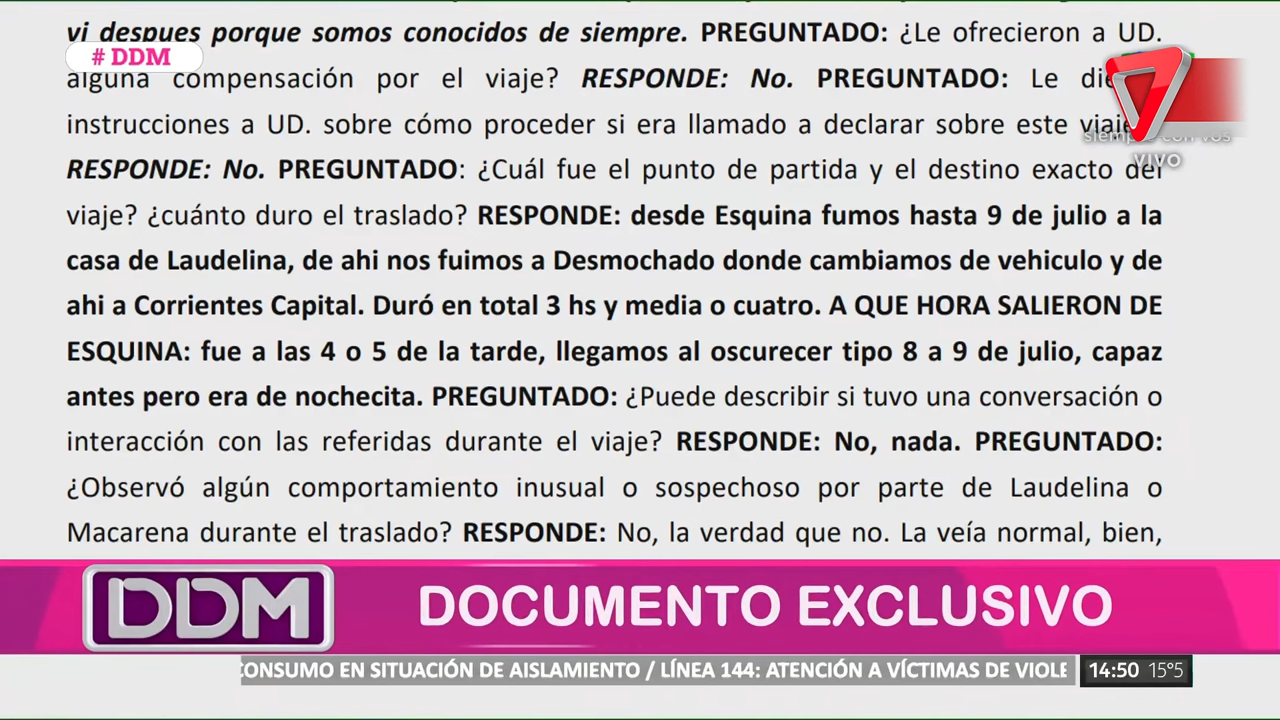 vi despues porque somos conocidos de siempre. PREGUNTADO: ¿Le ofrecieron a UD.
# DDM
alguna compensación por el viaje? RESPONDE: No. PREGUNTADO: Le
instrucciones a UD. sobre cómo proceder si era llamado a declarar sobre este
siempre con vos
VIVO
RESPONDE: No. PREGUNTADO: ¿Cuál fue el punto de partida y el destino exacto del
viaje? ¿cuánto duro el traslado? RESPONDE: desde Esquina fumos hasta 9 de julio a la
casa de Laudelina, de ahi nos fuimos a Desmochado donde cambiamos de vehiculo y de
ahi a Corrientes Capital. Duró en total 3 hs y media o cuatro. A QUE HORA SALIERON DE
ESQUINA: fue a las 4 o 5 de la tarde, llegamos al oscurecer tipo 8 a 9 de julio, capaz
antes pero era de nochecita. PREGUNTADO: ¿Puede describir si tuvo una conversación o
interacción con las referidas durante el viaje? RESPONDE: No, nada. PREGUNTADO:
¿Observó algún comportamiento inusual o sospechoso por parte de Laudelina o
Macarena durante el traslado? RESPONDE: No, la verdad que no. La veía normal, bien,
DDM
DOCUMENTO EXCLUSIVO
CONSUMO EN SITUACIÓN DE AISLAMIENTO / LÍNEA 144: ATENCIÓN A VÍCTIMAS DE VIOLE
14:50 15°5